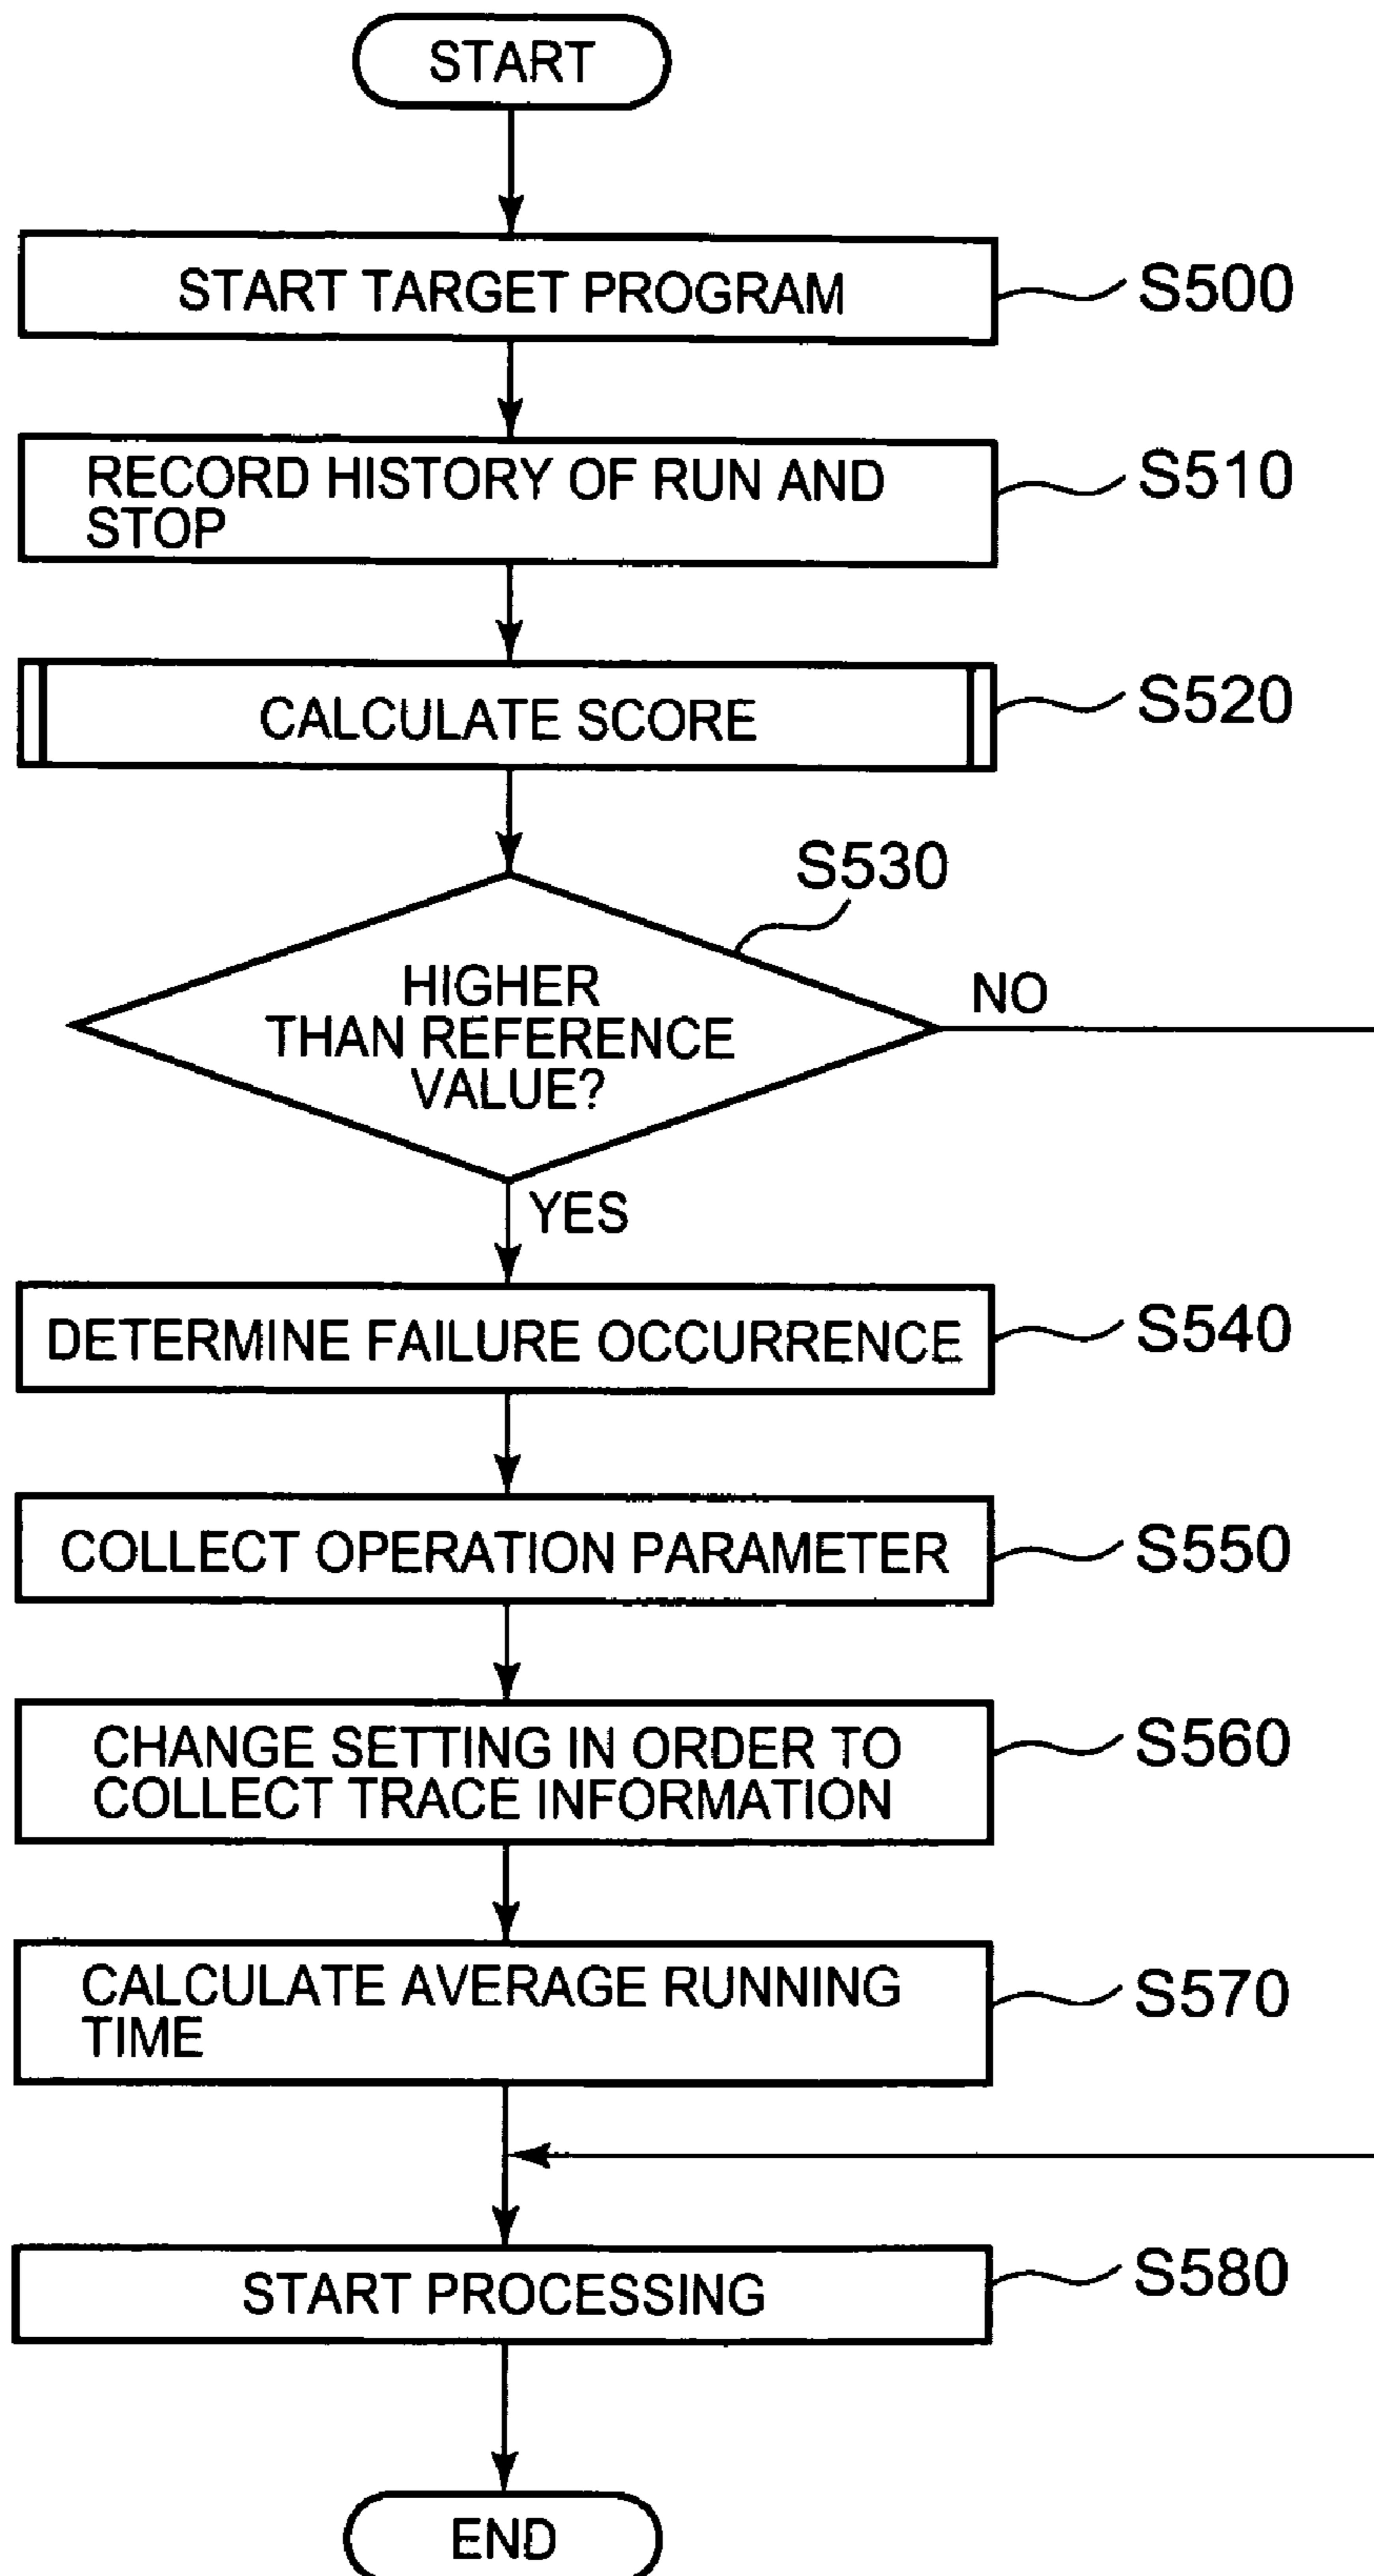 START
START TARGET PROGRAM
S500
RECORD HISTORY OF RUN AND
STOP
S510
CALCULATE SCORE
S520
S530
HIGHER
THAN REFERENCE
VALUE?
NO
YES
DETERMINE FAILURE OCCURRENCE
S540
COLLECT OPERATION PARAMETER
S550
CHANGE SETTING IN ORDER TO
COLLECT TRACE INFORMATION
S560
CALCULATE AVERAGE RUNNING
TIME
S570
START PROCESSING
S580
END